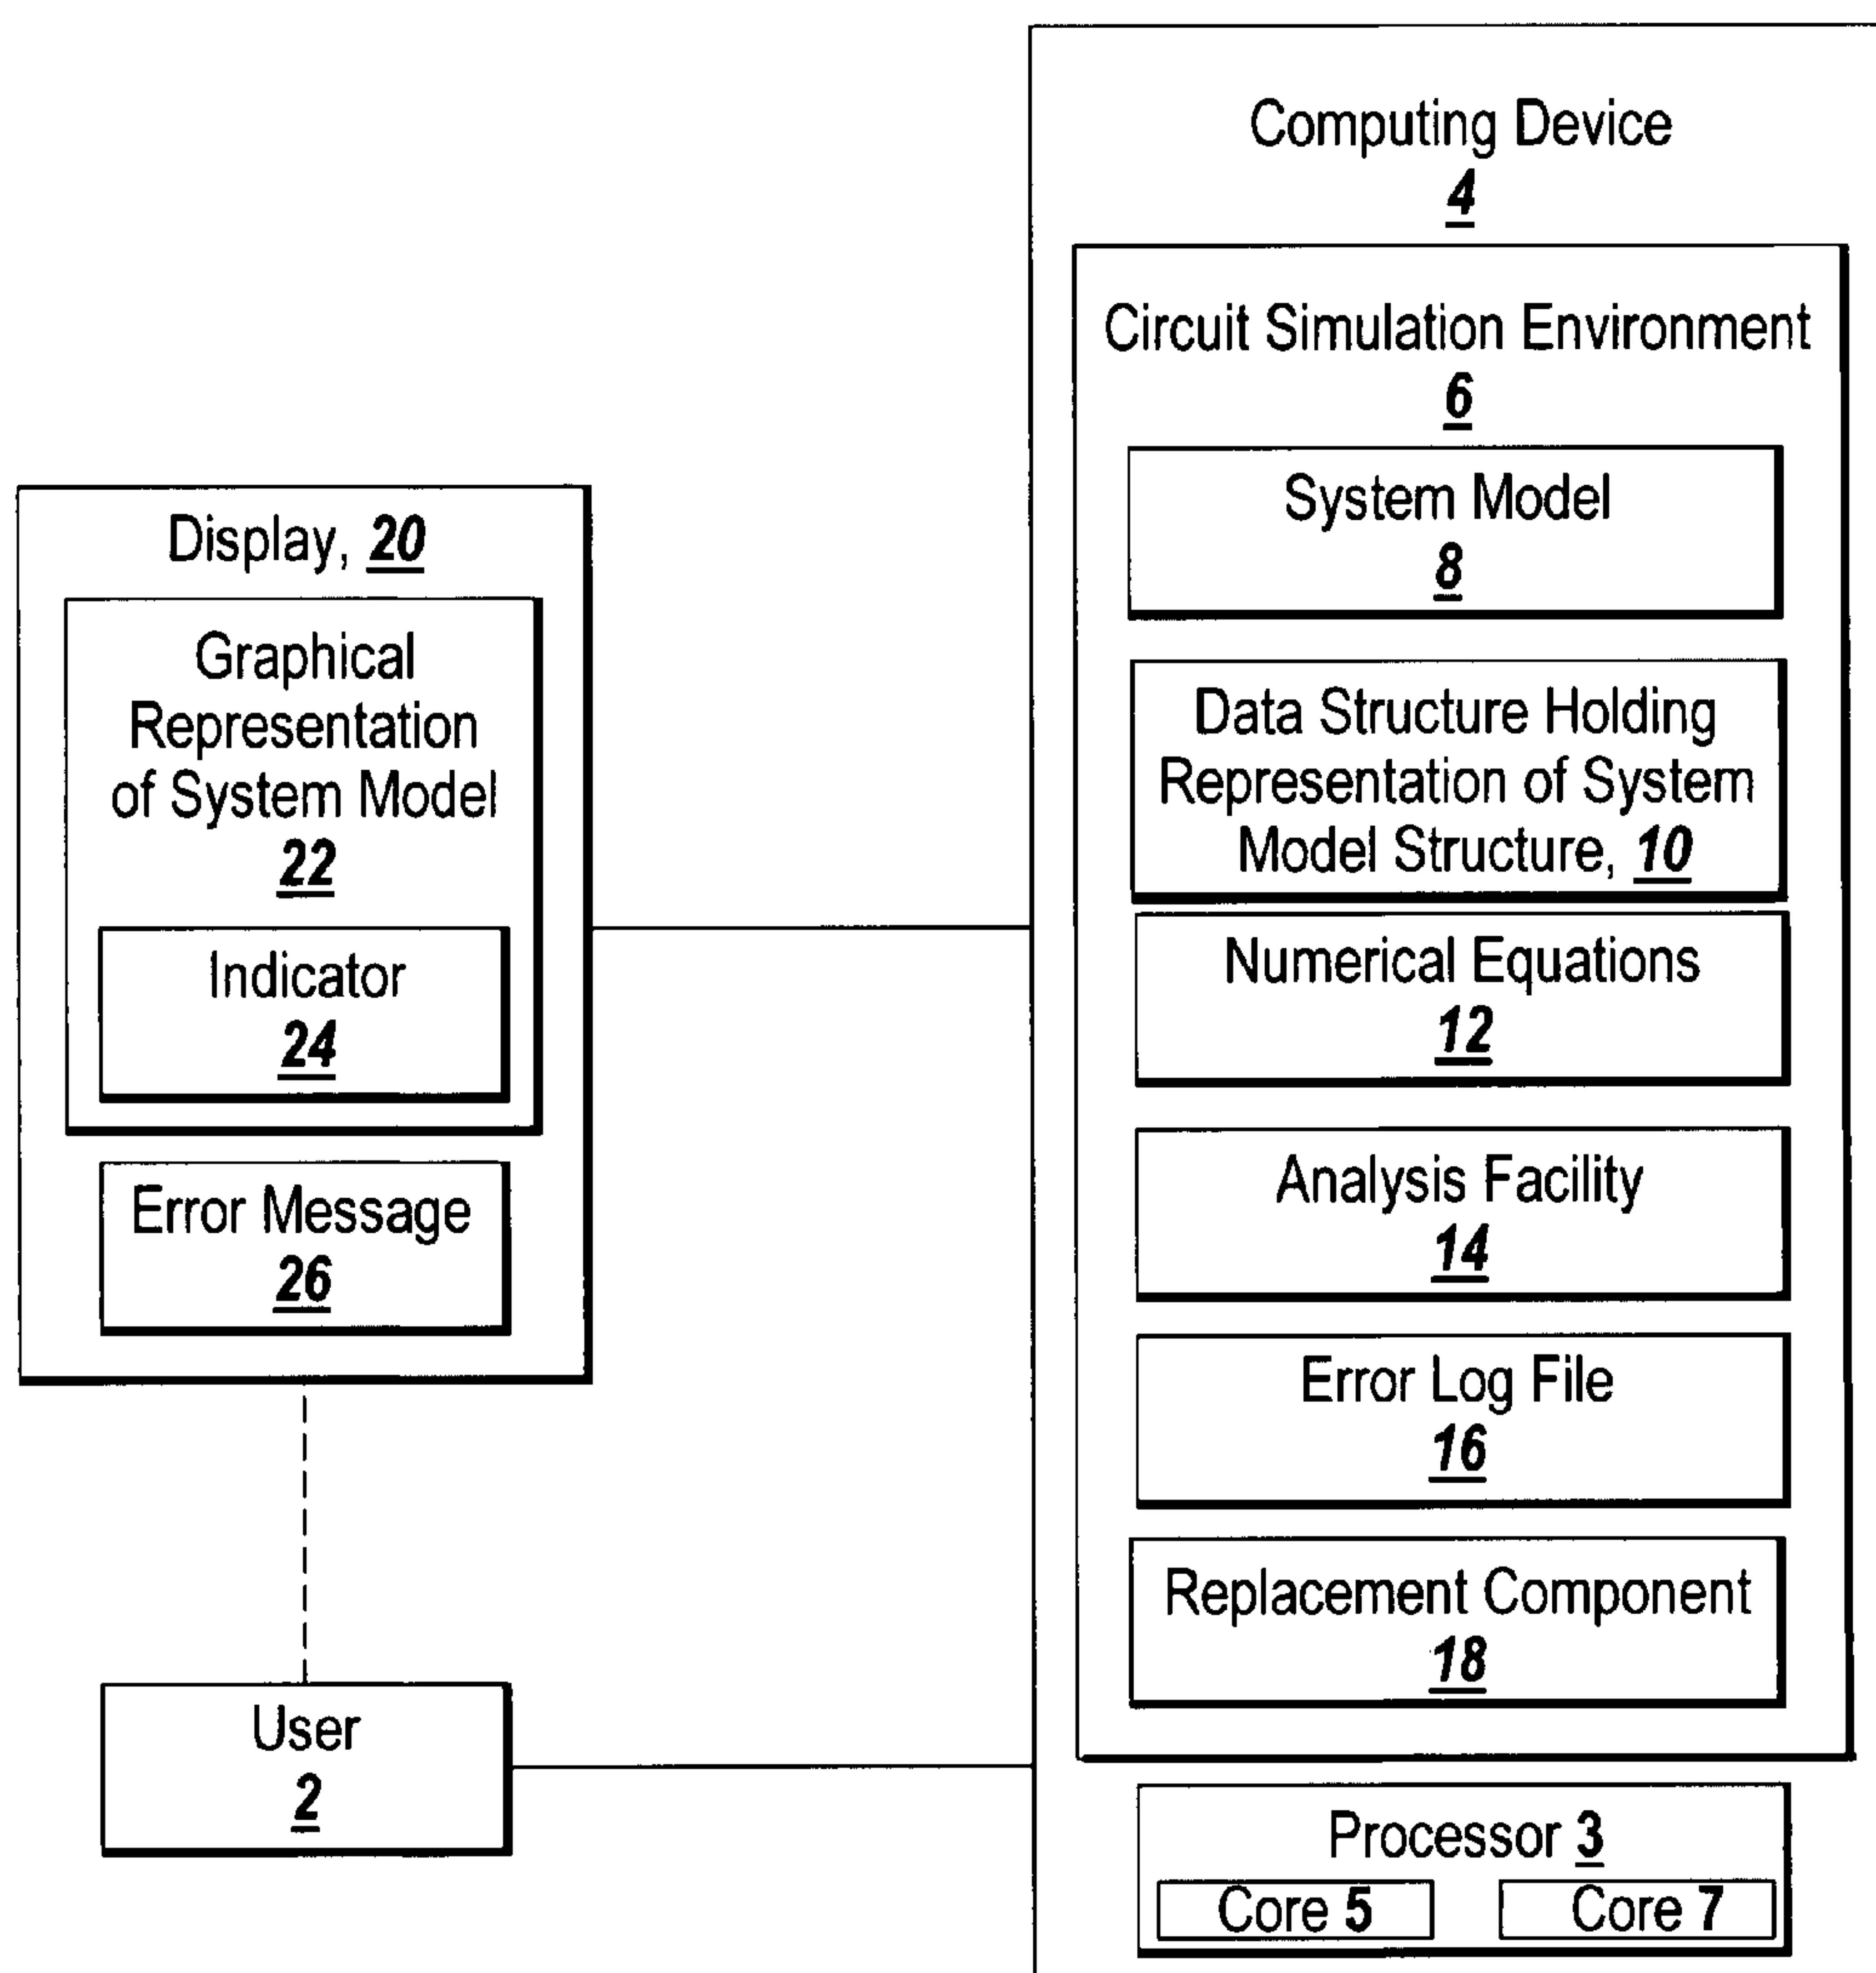 Computing Device
4
Circuit Simulation Environment
6
System Model
8
Data Structure Holding
Representation of System
Model Structure, 10
Numerical Equations
12
Analysis Facility
14
Error Log File
16
Replacement Component
18
Processor 3
Core 5
Core 7
Display, 20
Graphical
Representation
of System Model
22
Indicator
24
Error Message
26
User
2